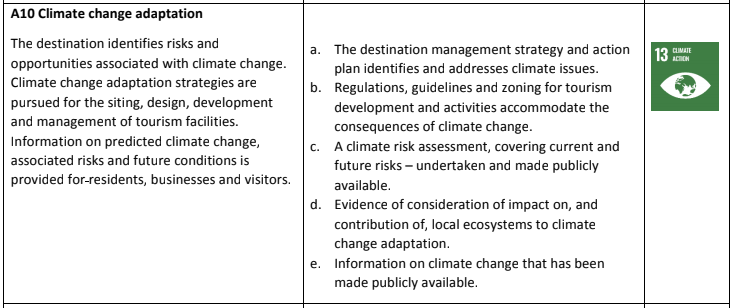 A10 Climate change adaptation
The destination identifies risks and
opportunities associated with climate change.
Climate change adaptation strategies are
pursued for the siting, design, development
and management of tourism facilities.
Information on predicted climate change,
associated risks and future conditions is
provided for-residents, businesses and visitors.
a. The destination management strategy and action
plan identifies and addresses climate issues.
b. Regulations, guidelines and zoning for tourism
development and activities accommodate the
consequences of climate change.
c. A climate risk assessment, covering current and
future risks – undertaken and made publicly
available.
d. Evidence of consideration of impact on, and
contribution of, local ecosystems to climate
change adaptation.
e. Information on climate change that has been
made publicly available.
13 CLIMATE
ACTION